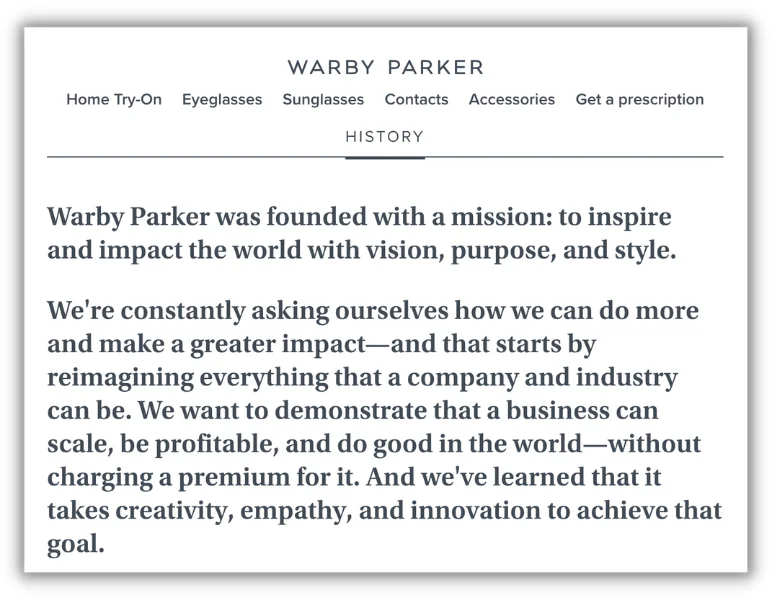 WARBY PARKER
Home Try-On Eyeglasses Sunglasses Contacts Accessories Get a prescription
HISTORY
Warby Parker was founded with a mission: to inspire
and impact the world with vision, purpose, and style.
We're constantly asking ourselves how we can do more
and make a greater impact—and that starts by
reimagining everything that a company and industry
can be. We want to demonstrate that a business can
scale, be profitable, and do good in the world—without
charging a premium for it. And we've learned that it
takes creativity, empathy, and innovation to achieve that
goal.